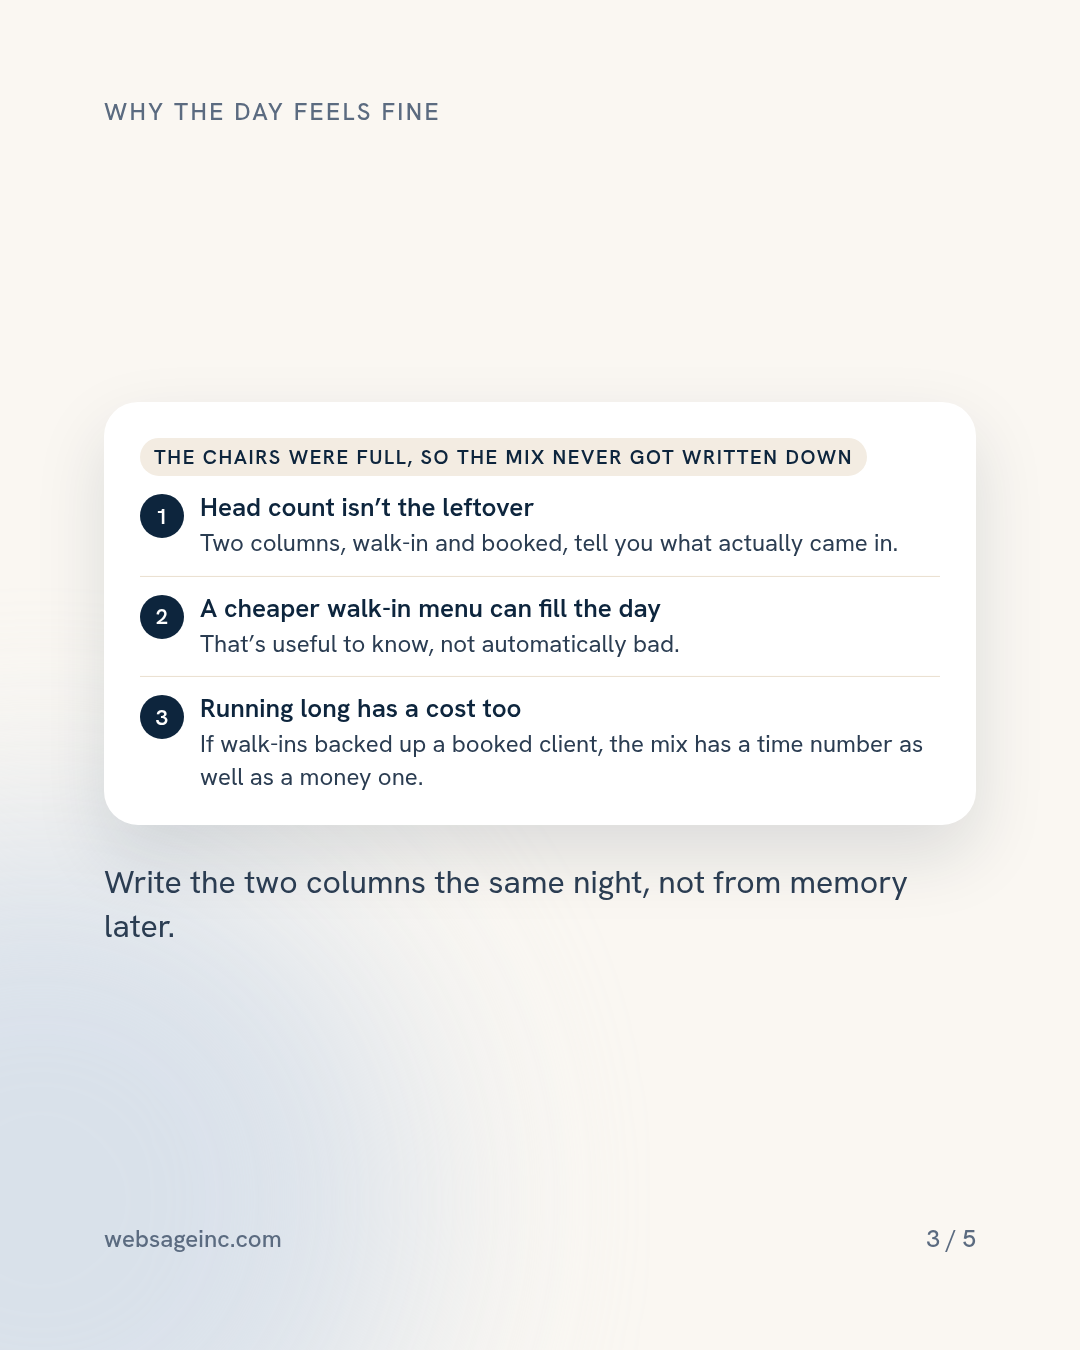 WHY THE DAY FEELS FINE
THE CHAIRS WERE FULL, SO THE MIX NEVER GOT WRITTEN DOWN
1
Head count isn’t the leftover
Two columns, walk-in and booked, tell you what actually came in.
2
A cheaper walk-in menu can fill the day
That’s useful to know, not automatically bad.
3
Running long has a cost too
If walk-ins backed up a booked client, the mix has a time number as
well as a money one.
Write the two columns the same night, not from memory
later.
websageinc.com
3 / 5